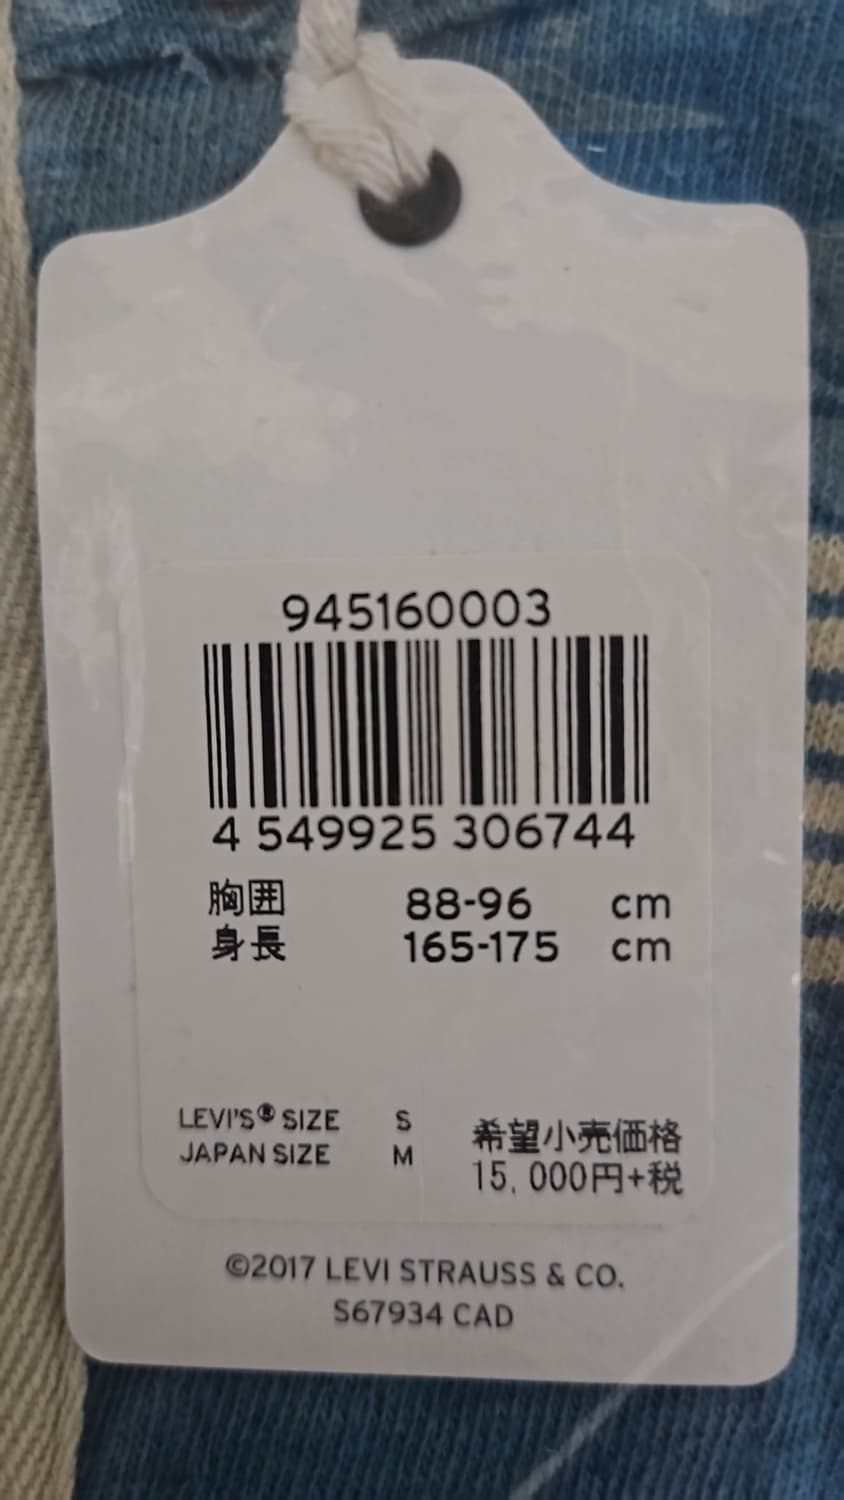 945160003
4 549925 306744
胸囲 88-96 cm
身長 165-175 cm
LEVI'S® SIZE S
JAPAN SIZE M
希望小売価格
15,000円+税
©2017 LEVI STRAUSS & CO.
S67934 CAD